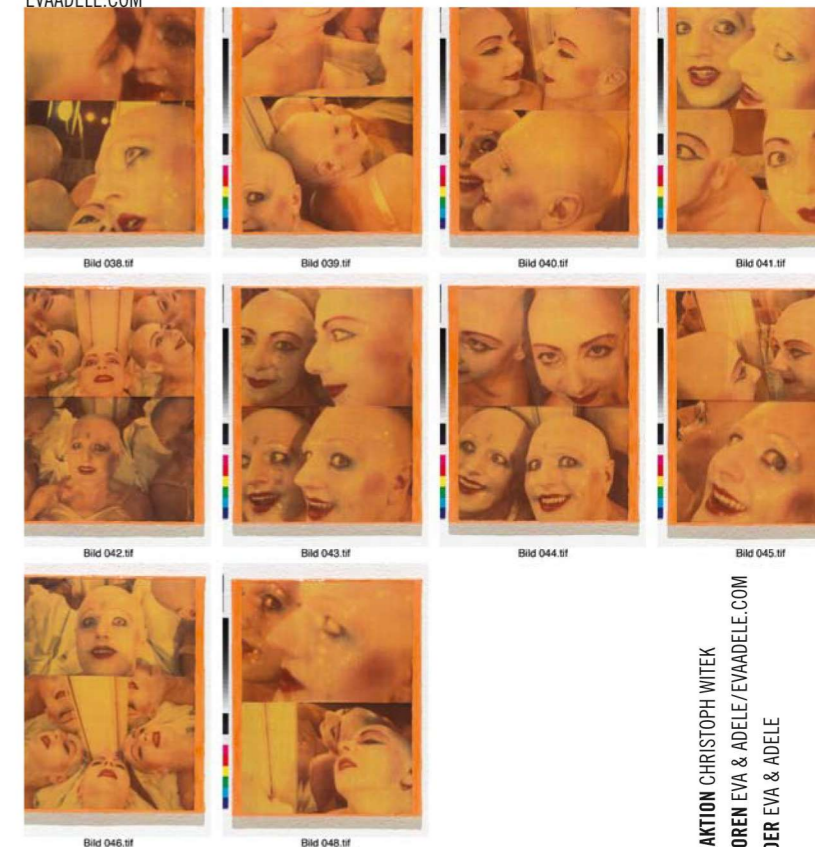 EVAADELE.COM
Bild 038.tif
Bild 039.tif
Bild 040.tif
Bild 041.tif
Bild 042.tif
Bild 043.tif
Bild 044.tif
Bild 045.tif
Bild 046.tif
Bild 048.tif
AKTION CHRISTOPH WITEK
OREN EVA & ADELE/EVAADELE.COM
DER EVA & ADELE